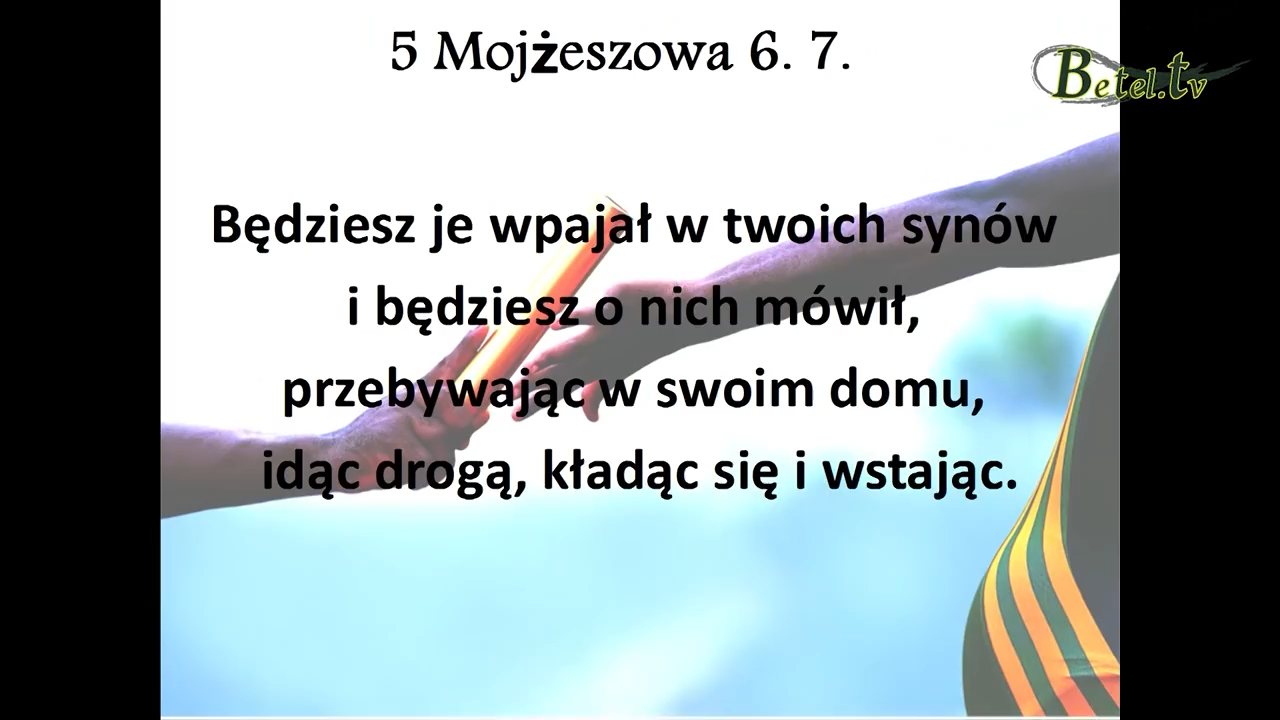 5 Mojżeszowa 6. 7.
Betel.tv
Będziesz je wpajał w twoich synów
i będziesz o nich mówił,
przebywając w swoim domu,
idąc drogą, kładąc się i wstając.